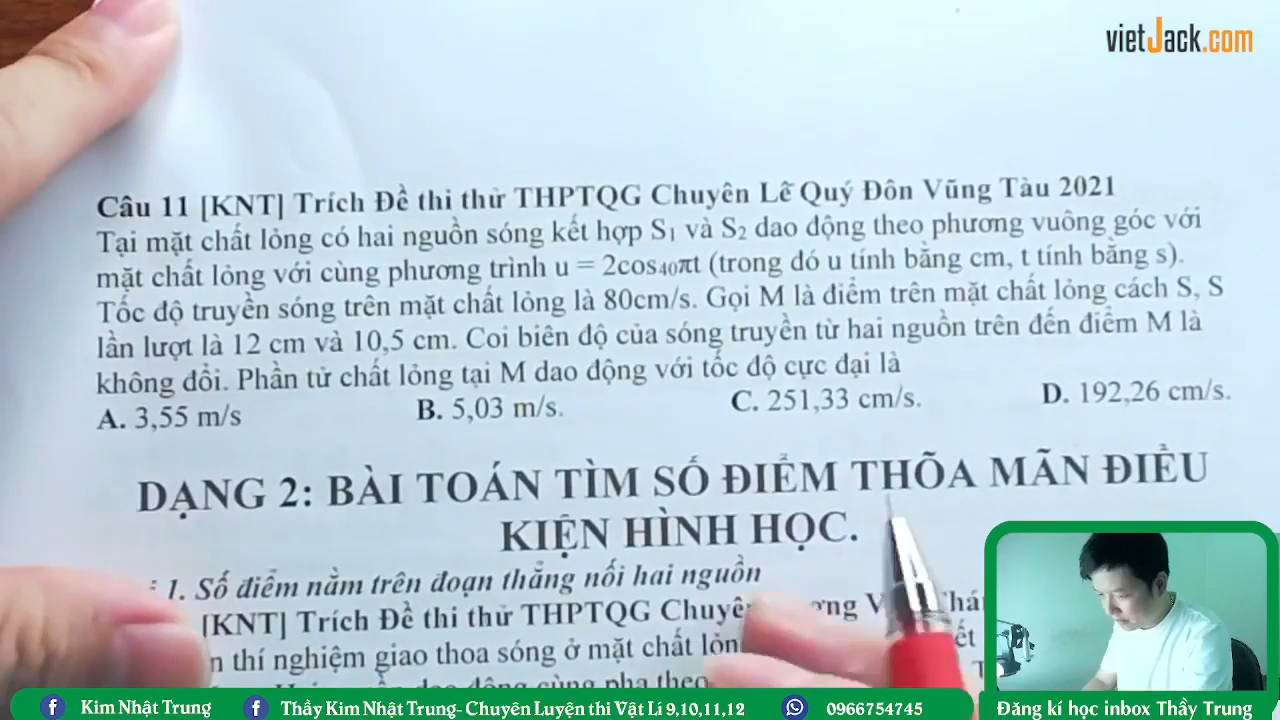 vietJack.com
Câu 11 [KNT] Trích Đề thi thử THPTQG Chuyên Lê Quý Đôn Vũng Tàu 2021
Tại mặt chất lỏng có hai nguồn sóng kết hợp S1 và S2 dao động theo phương vuông góc với
mặt chất lỏng với cùng phương trình u = 2cos40πt (trong đó u tính bằng cm, t tính bằng s).
Tốc độ truyền sóng trên mặt chất lỏng là 80cm/s. Gọi M là điểm trên mặt chất lỏng cách S, S
lần lượt là 12 cm và 10,5 cm. Coi biên độ của sóng truyền từ hai nguồn trên đến điểm M là
không đổi. Phần tử chất lỏng tại M dao động với tốc độ cực đại là
A. 3,55 m/s B. 5,03 m/s. C. 251,33 cm/s. D. 192,26 cm/s.
DẠNG 2: BÀI TOÁN TÌM SỐ ĐIỂM THÕA MÃN ĐIỀU
KIỆN HÌNH HỌC.
1. Số điểm nằm trên đoạn thẳng nối hai nguồn
[KNT] Trích Đề thi thử THPTQG
thí nghiệm giao thoa sóng ở mặt chất
Kim Nhật Trung
Thầy Kim Nhật Trung- Chuyên Luyện thi Vật Lí 9,10,11,12
0966754745
Đăng kí học inbox Thầy Trung